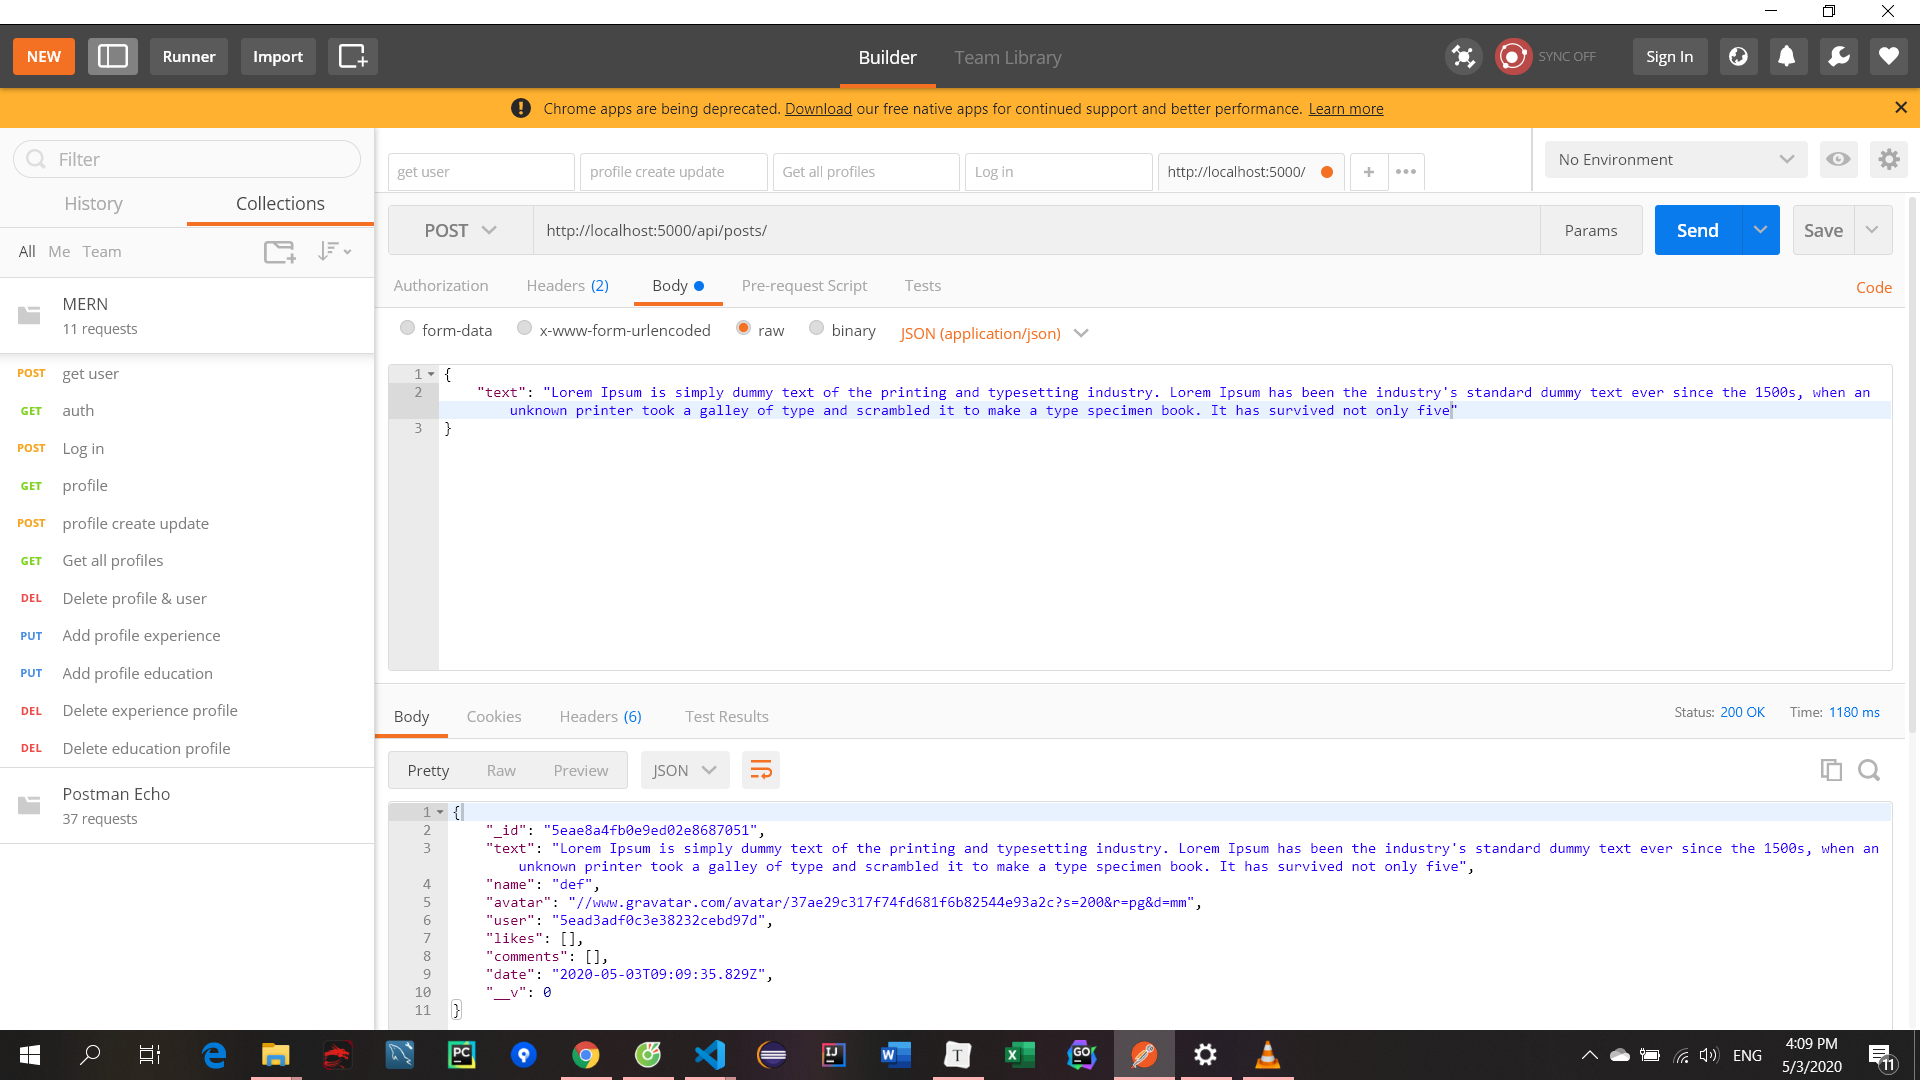 NEW
Runner
Import
Builder
Team Library
SYNC OFF
Sign In
Chrome apps are being deprecated. Download our free native apps for continued support and better performance. Learn more
Filter
History
Collections
All Me Team
MERN
11 requests
POST get user
GET auth
POST Log in
GET profile
POST profile create update
GET Get all profiles
DEL Delete profile & user
PUT Add profile experience
PUT Add profile education
DEL Delete experience profile
DEL Delete education profile
Postman Echo
37 requests
get user
profile create update
Get all profiles
Log in
http://localhost:5000/
No Environment
POST
http://localhost:5000/api/posts/
Params
Send
Save
Authorization
Headers (2)
Body
Pre-request Script
Tests
Code
form-data
x-www-form-urlencoded
raw
binary
JSON (application/json)
1 {
2 "text": "Lorem Ipsum is simply dummy text of the printing and typesetting industry. Lorem Ipsum has been the industry's standard dummy text ever since the 1500s, when an
unknown printer took a galley of type and scrambled it to make a type specimen book. It has survived not only five"
3 }
Body
Cookies
Headers (6)
Test Results
Status: 200 OK
Time: 1180 ms
Pretty
Raw
Preview
JSON
1 {
2 "_id": "5eae8a4fb0e9ed02e8687051",
3 "text": "Lorem Ipsum is simply dummy text of the printing and typesetting industry. Lorem Ipsum has been the industry's standard dummy text ever since the 1500s, when an
unknown printer took a galley of type and scrambled it to make a type specimen book. It has survived not only five",
4 "name": "def",
5 "avatar": "//www.gravatar.com/avatar/37ae29c317f74fd681f6b82544e93a2c?s=200&r=pg&d=mm",
6 "user": "5ead3adf0c3e38232cebd97d",
7 "likes": [],
8 "comments": [],
9 "date": "2020-05-03T09:09:35.829Z",
10 "__v": 0
11 }
PC
IJ
W
T
X
GO
ENG
4:09 PM
5/3/2020
11